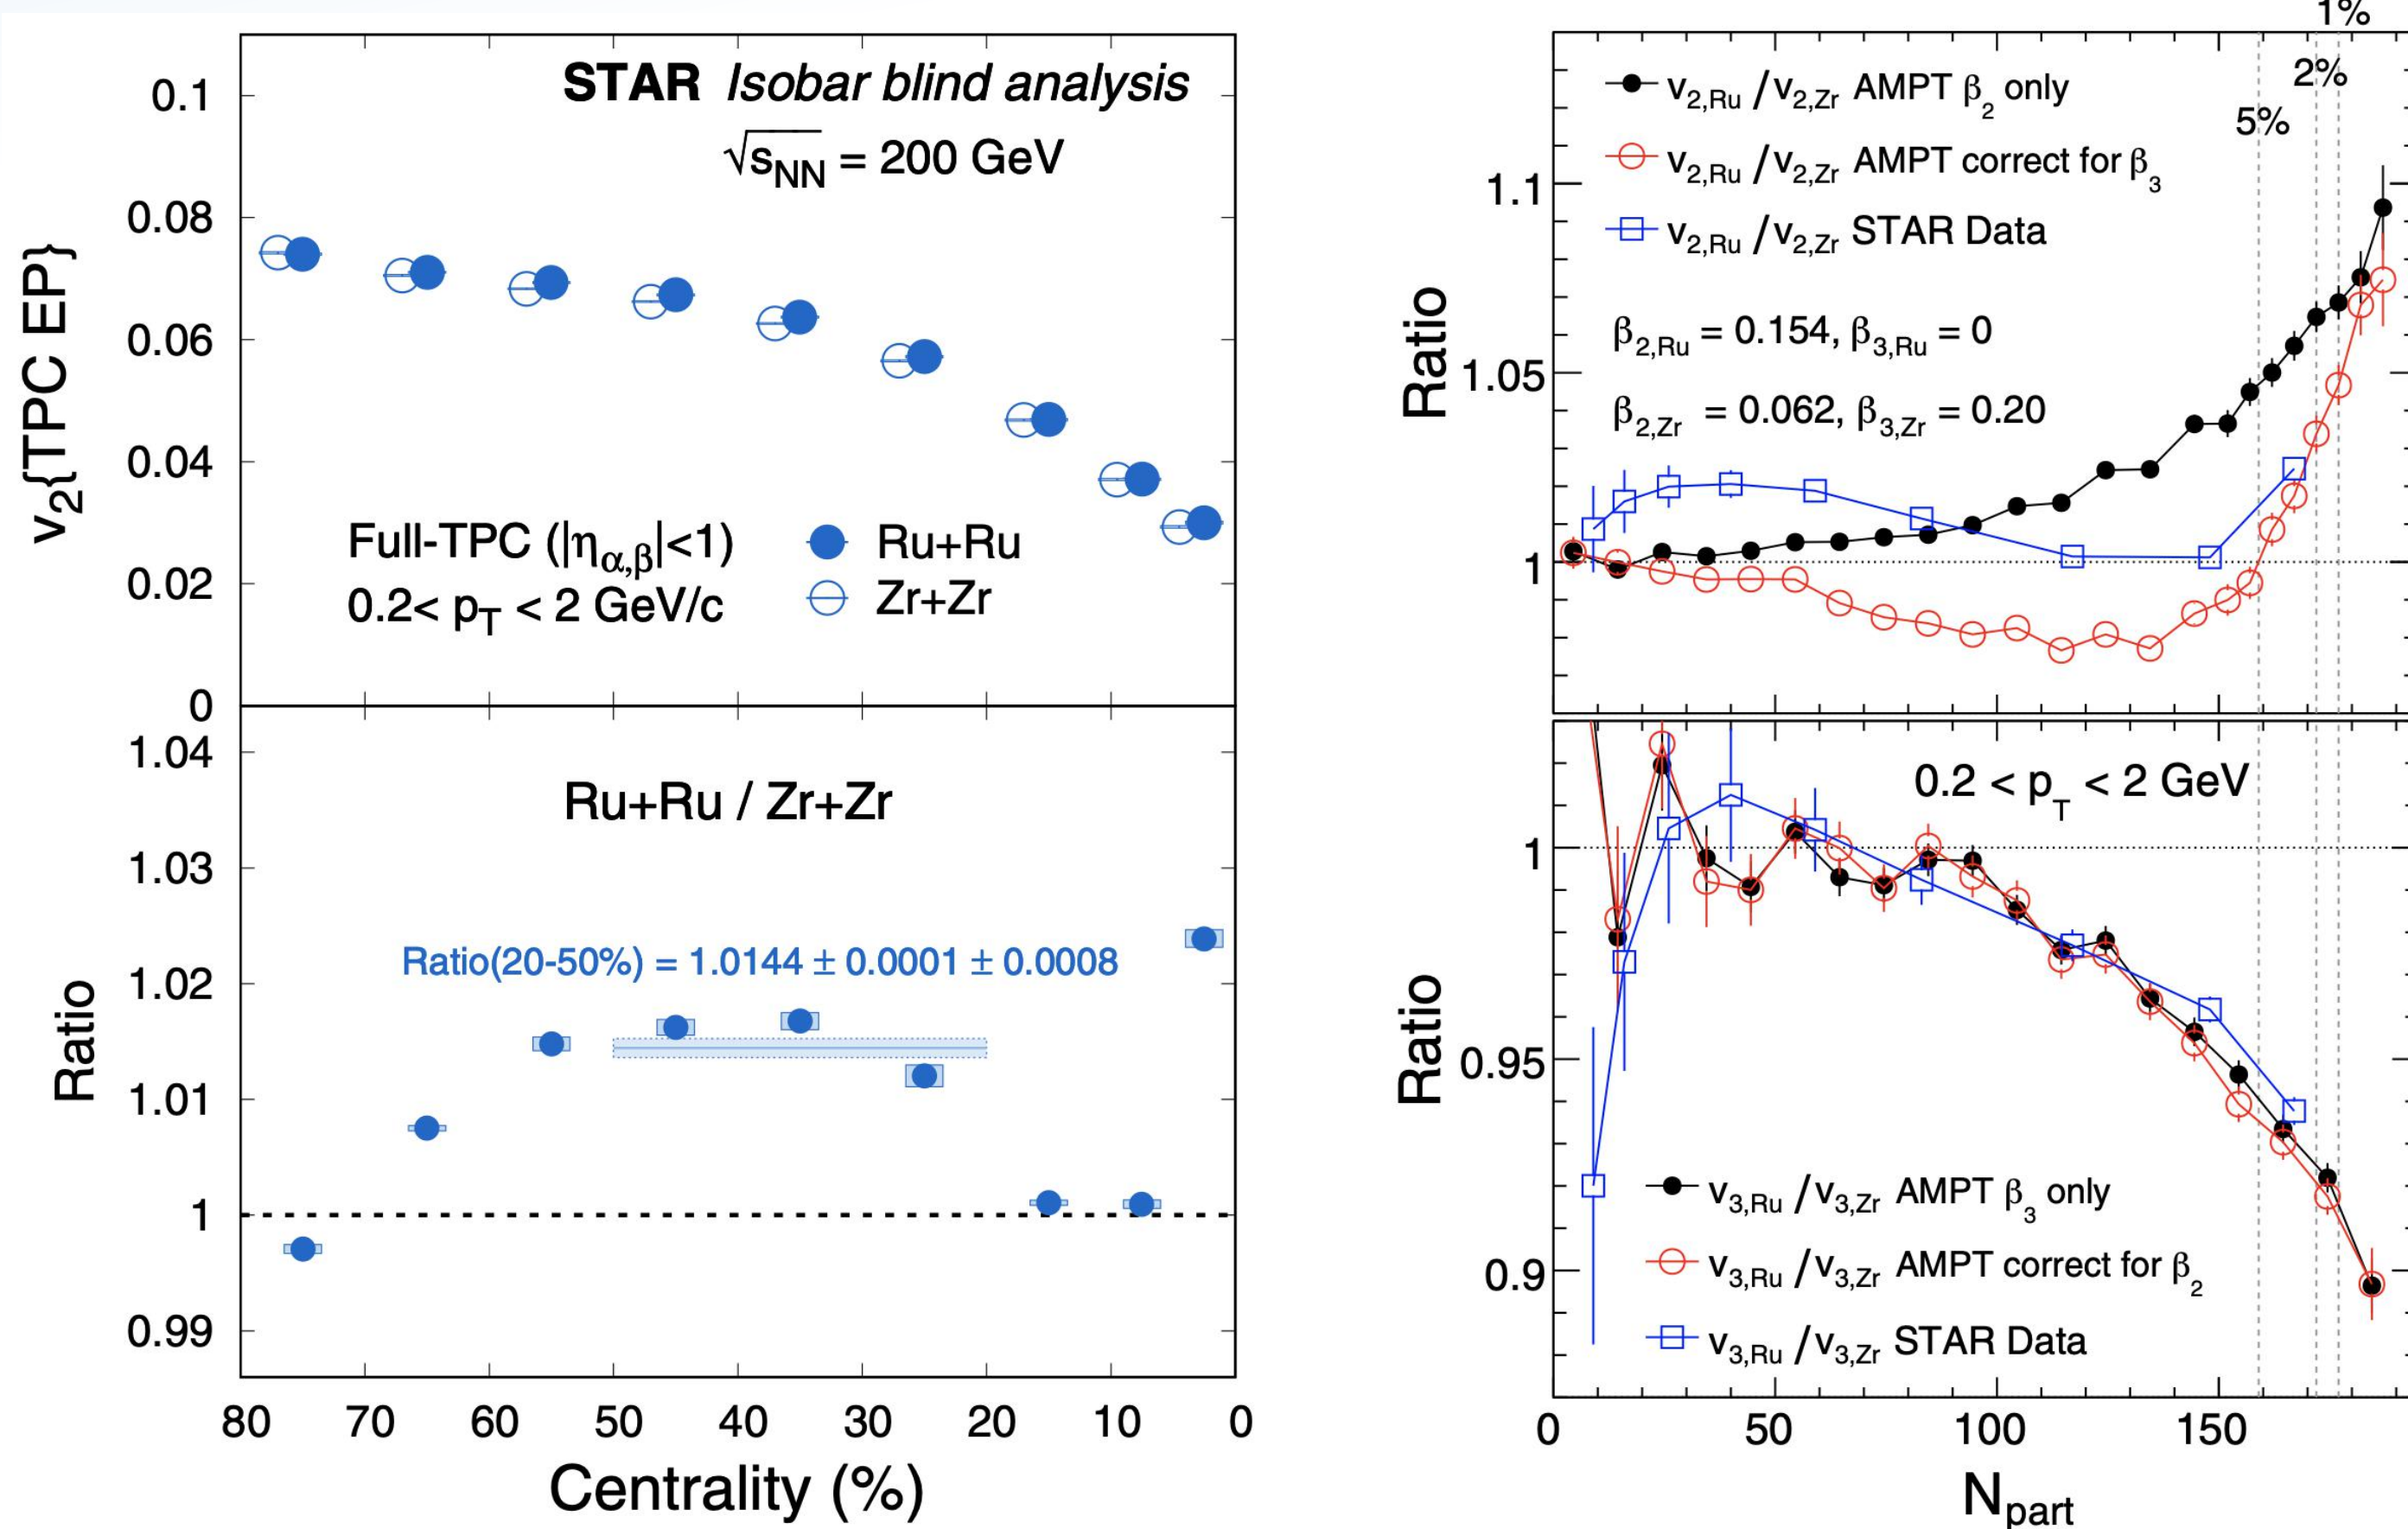 STAR Isobar blind analysis
√sNN = 200 GeV
v2{TPC EP}
0.1
0.08
0.06
0.04
0.02
0
Full-TPC (|ηα,β|<1)
0.2< pT < 2 GeV/c
Ru+Ru
Zr+Zr
Ratio
1.04
1.03
1.02
1.01
1
0.99
Ru+Ru / Zr+Zr
Ratio(20-50%) = 1.0144 ± 0.0001 ± 0.0008
80 70 60 50 40 30 20 10 0
Centrality (%)
1%
2%
5%
v2,Ru /v2,Zr AMPT β2 only
v2,Ru /v2,Zr AMPT correct for β3
v2,Ru /v2,Zr STAR Data
β2,Ru = 0.154, β3,Ru = 0
β2,Zr = 0.062, β3,Zr = 0.20
Ratio
1.1
1.05
1
0.2 < pT < 2 GeV
Ratio
1
0.95
0.9
v3,Ru /v3,Zr AMPT β3 only
v3,Ru /v3,Zr AMPT correct for β2
v3,Ru /v3,Zr STAR Data
0 50 100 150
Npart